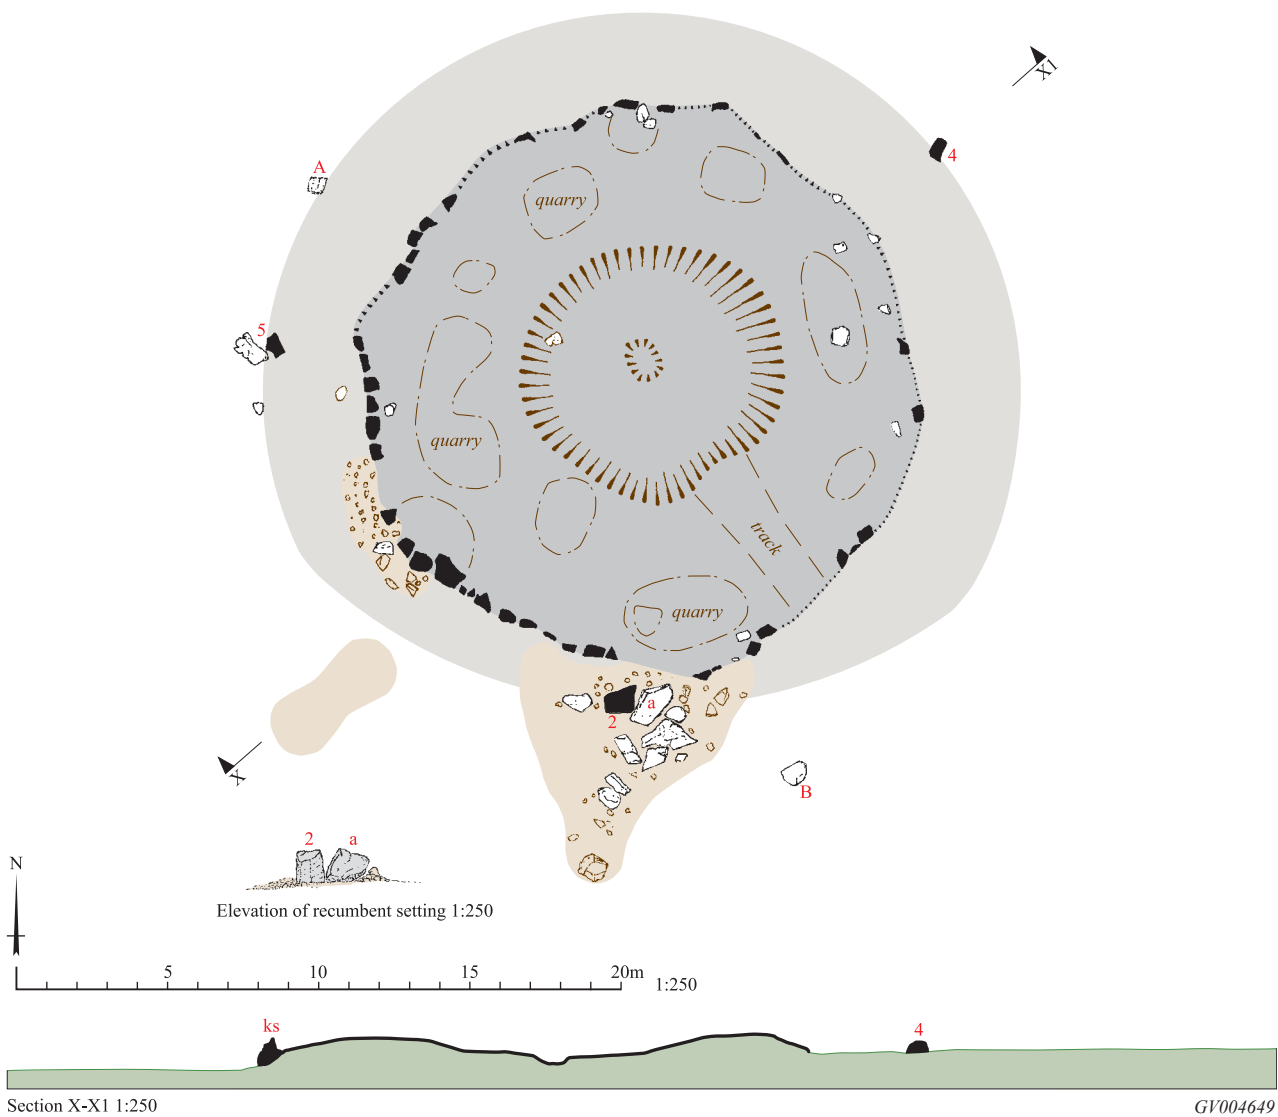 X1
4
A
quarry
5
quarry
track
quarry
a
2
X
B
2 a
N
Elevation of recumbent setting 1:250
5 10 15 20m
1:250
ks
4
Section X-X1 1:250
GV004649